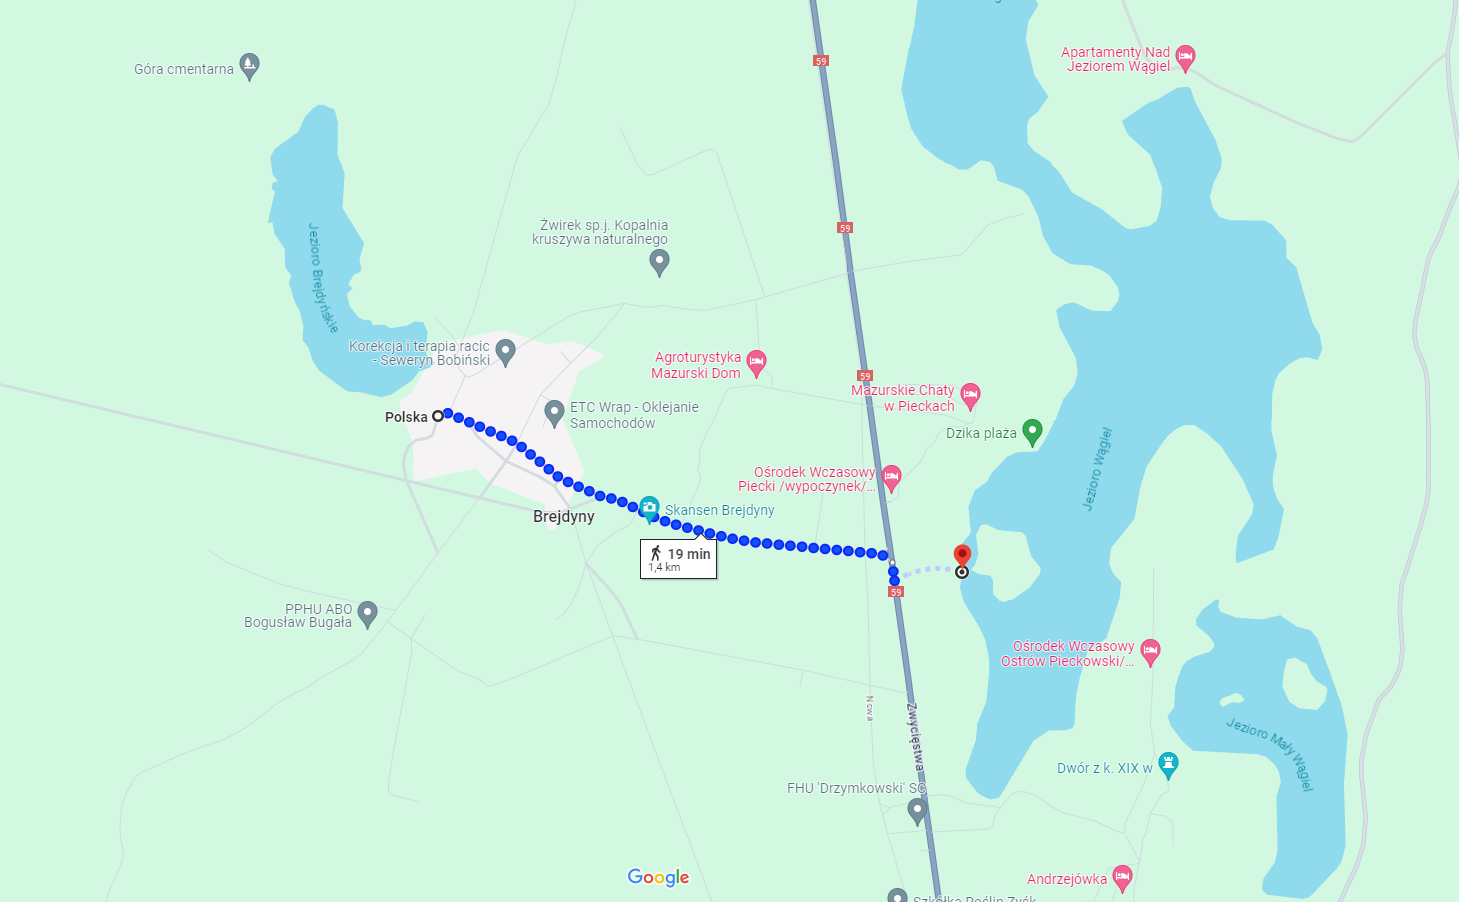 59
Apartamenty Nad
Jeziorem Wągiel
Góra cmentarna
59
Żwirek sp.j. Kopalnia
kruszywa naturalnego
Jezioro Brejdyńskie
Korekcja i terapia racic
- Seweryn Bobiński
Agroturystyka
Mazurski Dom
59
Mazurskie Chaty
w Pieckach
Polska
ETC Wrap - Oklejanie
Samochodów
Dzika plaża
Jezioro Wągiel
Ośrodek Wczasowy
Piecki /wypoczynek/...
Skansen Brejdyny
Brejdyny
19 min
1,4 km
59
PPHU ABO
Bogusław Bugała
Ośrodek Wczasowy
Ostrów Pieckowski/...
Nowa
Zwycięstwa
Jezioro Mały Wągiel
Dwór z k. XIX w
FHU 'Drzymkowski' SC
Google
Andrzejówka
Szkółka Roślin Zyśk